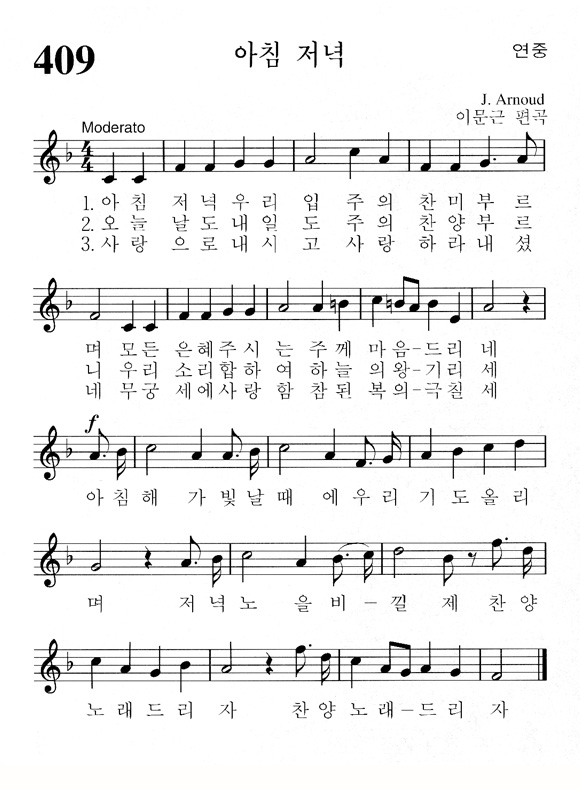 409 아침 저녁 연중
J. Arnoud
이문근 편곡
Moderato
1. 아침 저녁우리 입 주의 찬미부르
2. 오늘 날도내일 도 주의 찬양부르
3. 사랑 으로내시 고 사랑 하라내셨
며 모든 은혜주시 는주께 마음-드리 네
니 우리 소리합하 여하늘 의왕-기리 세
네 무궁 세에사랑 함참된 복의-극칠 세
f
아침해 가빛날때 에우리 기도올리
며 저녁노 을비-낄 제찬양
노래드리 자 찬양노래-드리 자